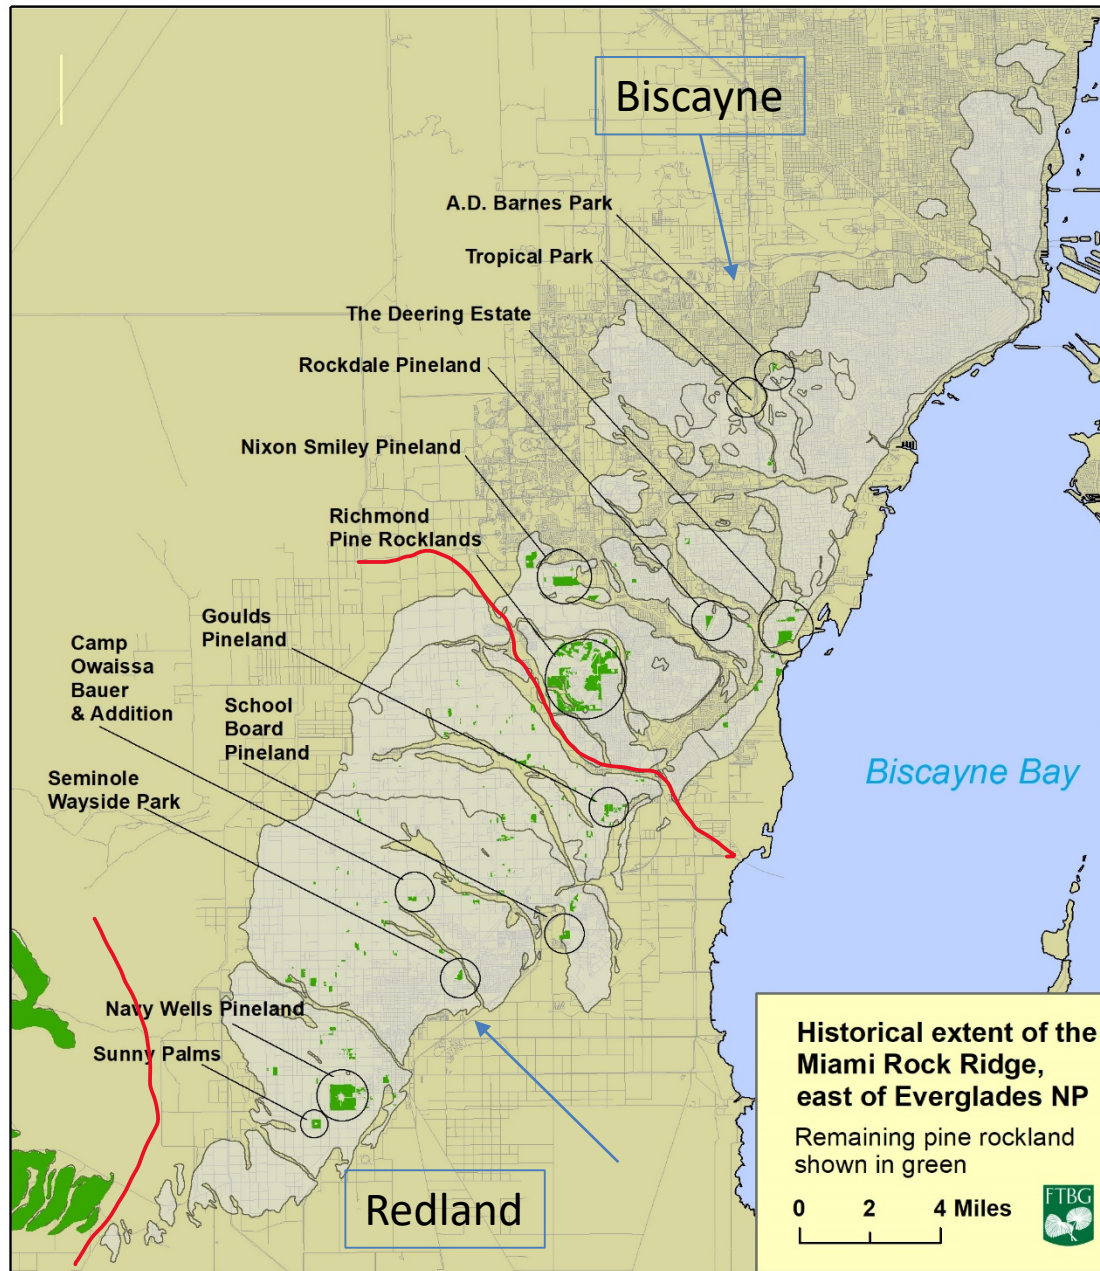 Biscayne
A.D. Barnes Park
Tropical Park
The Deering Estate
Rockdale Pineland
Nixon Smiley Pineland
Richmond
Pine Rocklands
Goulds
Pineland
Camp
Owaissa
Bauer
& Addition
School
Board
Pineland
Seminole
Wayside Park
Biscayne Bay
Navy Wells Pineland
Sunny Palms
Redland
Historical extent of the
Miami Rock Ridge,
east of Everglades NP
Remaining pine rockland
shown in green
0 2 4 Miles
FTBG